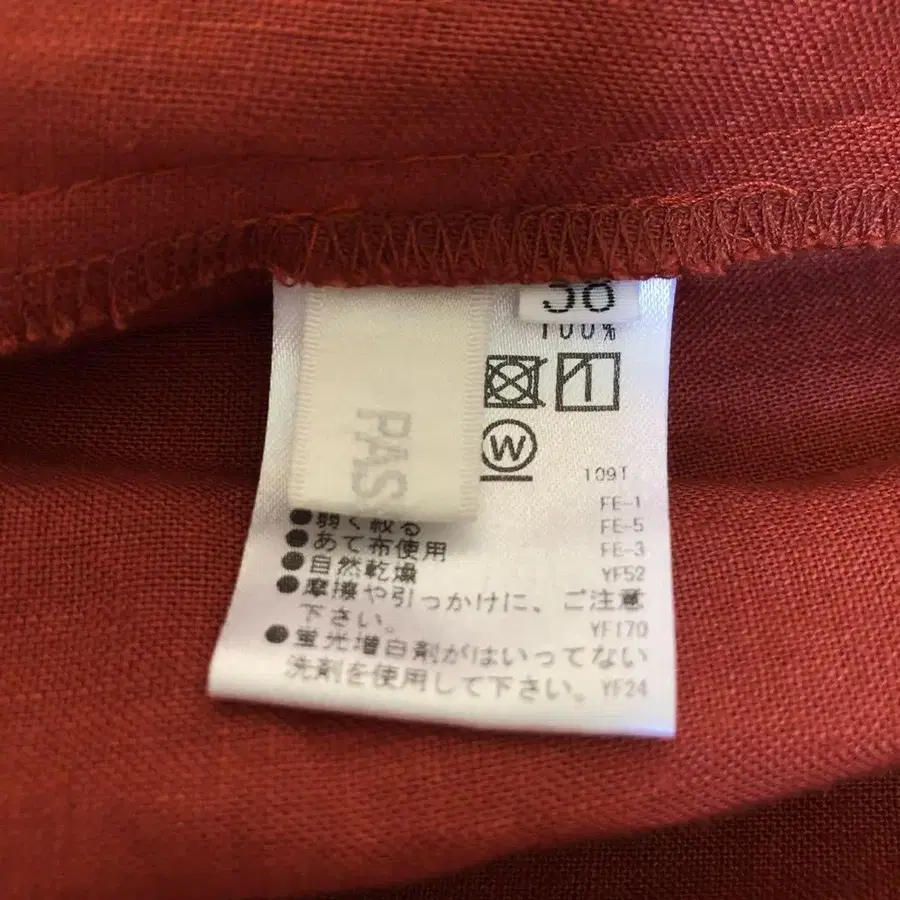 38
100%
W
109T
PAS
FE-1
●弱く絞る FE-5
●あて布使用 FE-3
●自然乾燥 YF52
●摩擦や引っかけに、ご注意
下さい。 YF170
●蛍光増白剤がはいってない
洗剤を使用して下さい。 YF24